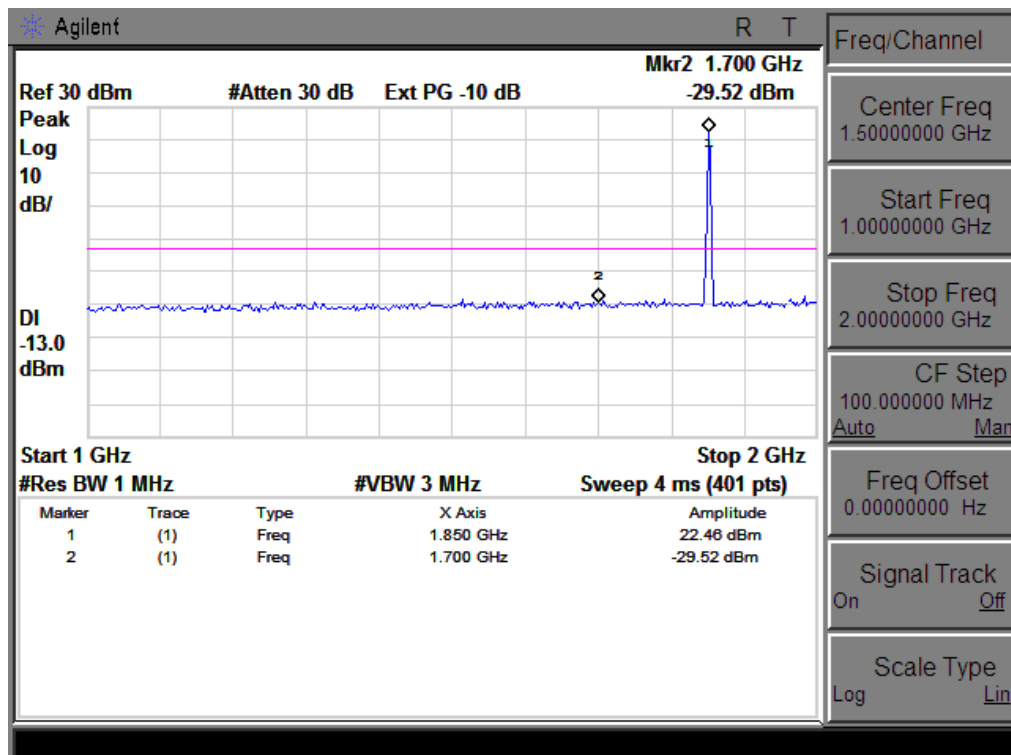 Agilent R T
Mkr2 1.700 GHz
Ref 30 dBm #Atten 30 dB Ext PG -10 dB -29.52 dBm
Peak
Log
10
dB/
1
2
DI
-13.0
dBm
Start 1 GHz Stop 2 GHz
#Res BW 1 MHz #VBW 3 MHz Sweep 4 ms (401 pts)
Marker Trace Type X Axis Amplitude
1 (1) Freq 1.850 GHz 22.46 dBm
2 (1) Freq 1.700 GHz -29.52 dBm
Freq/Channel
Center Freq
1.50000000 GHz
Start Freq
1.00000000 GHz
Stop Freq
2.00000000 GHz
CF Step
100.000000 MHz
Auto Man
Freq Offset
0.00000000 Hz
Signal Track
On Off
Scale Type
Log Lin